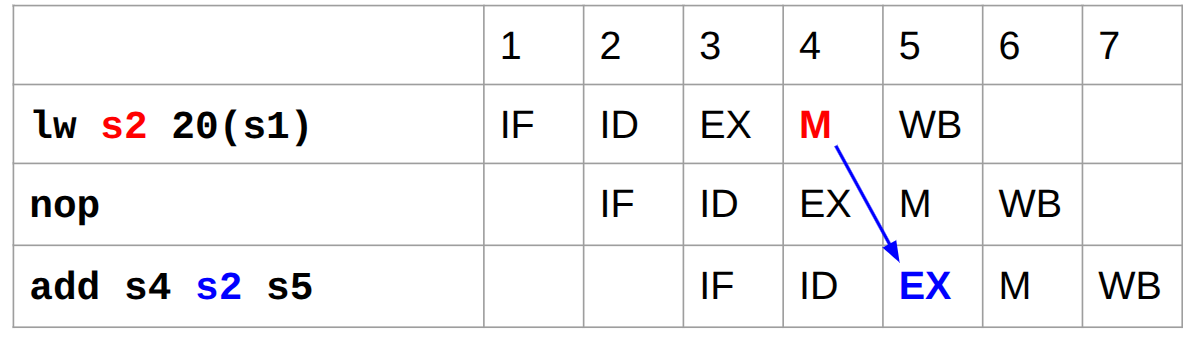 1 2 3 4 5 6 7
lw s2 20(s1) IF ID EX M WB
nop IF ID EX M WB
add s4 s2 s5 IF ID EX M WB